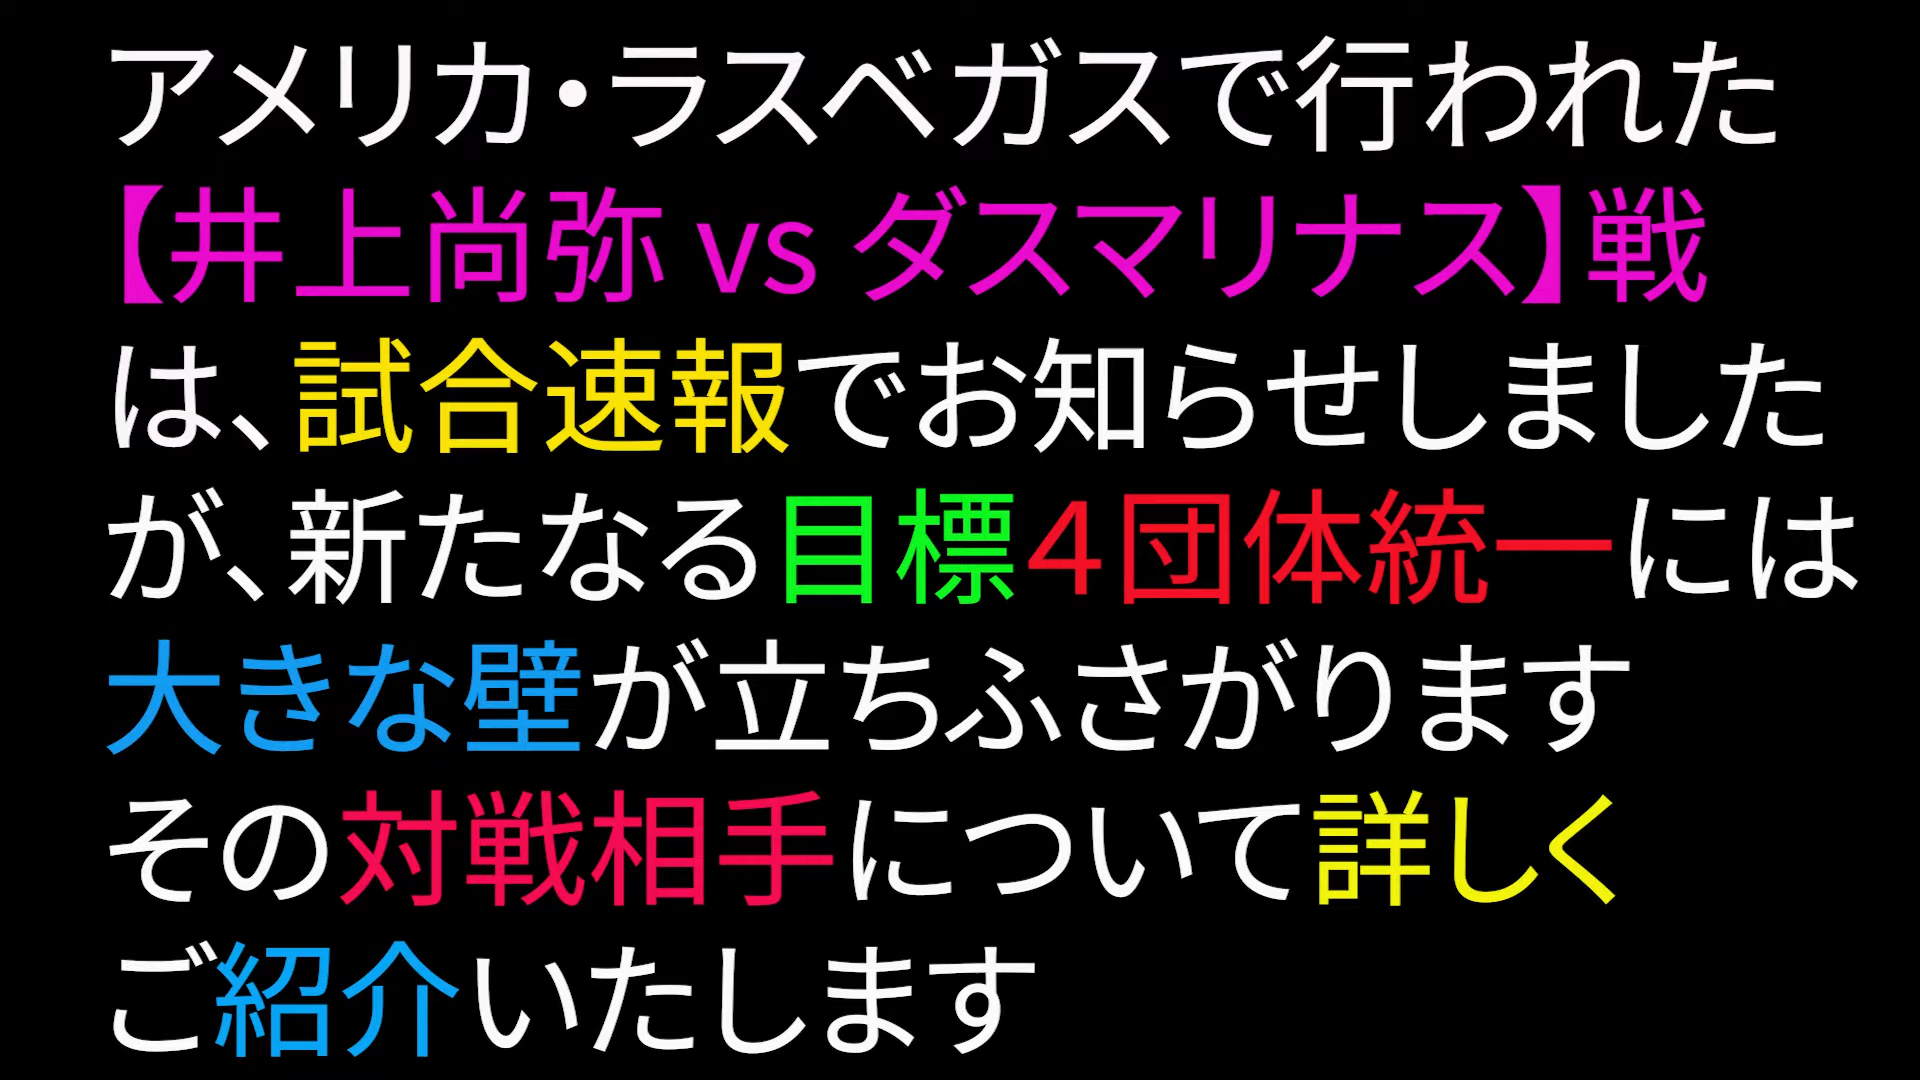 アメリカ・ラスベガスで行われた
【井上尚弥 vs ダスマリナス】戦
は、試合速報でお知らせしました
が、新たなる目標４団体統一には
大きな壁が立ちふさがります
その対戦相手について詳しく
ご紹介いたします